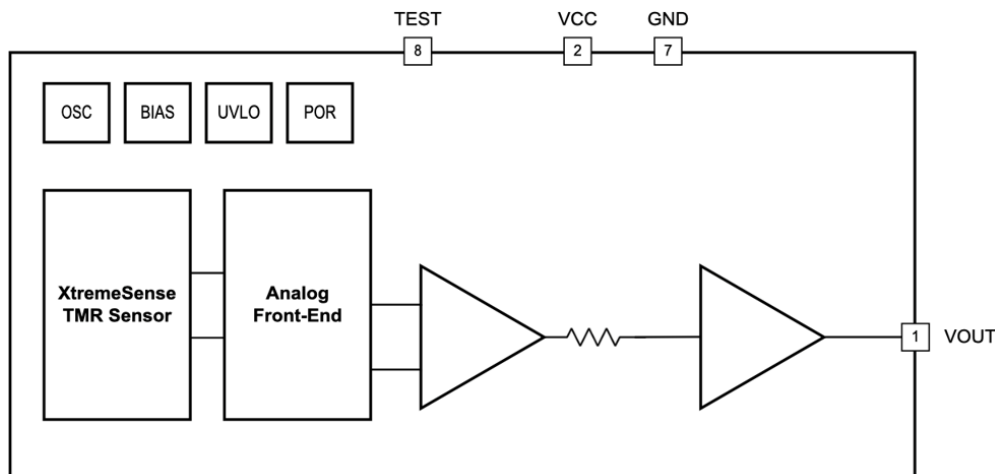 TEST VCC GND
8 2 7
OSC BIAS UVLO POR
XtremeSense
TMR Sensor
Analog
Front-End
1 VOUT